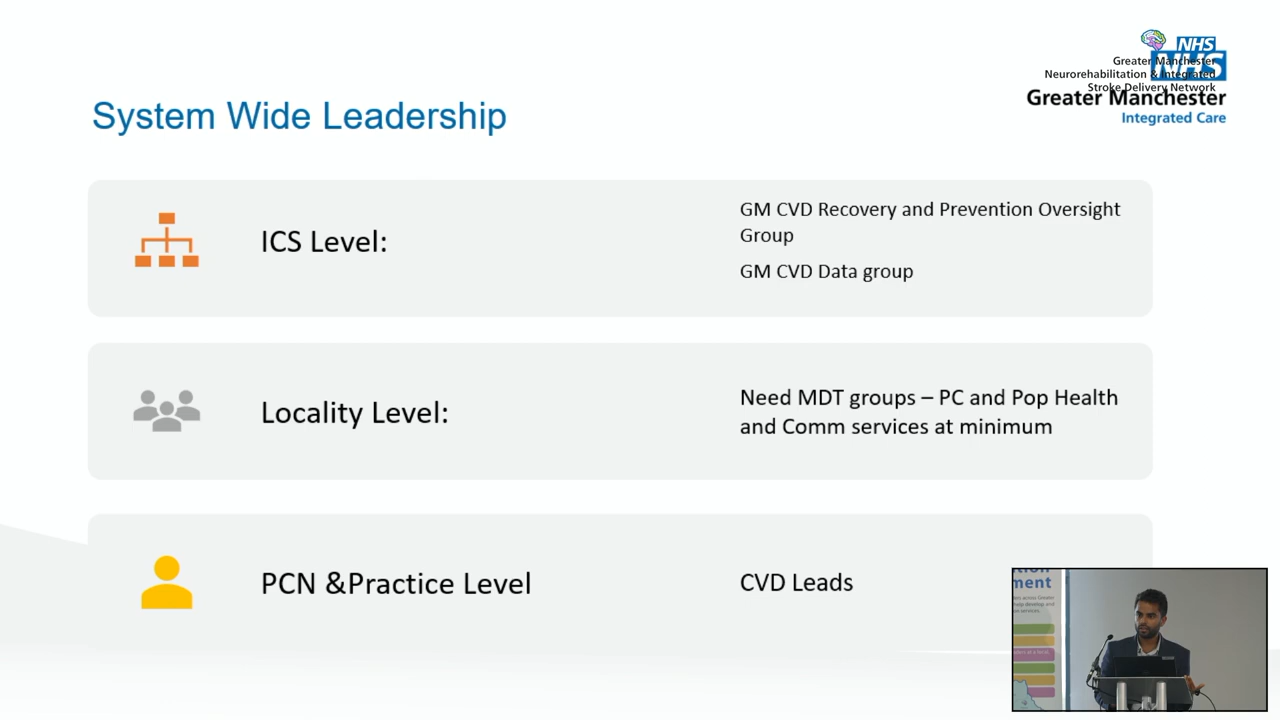 NHS
NHS
Greater Manchester
Neurorehabilitation & Integrated
Stroke Delivery Network
Greater Manchester
Integrated Care
System Wide Leadership
ICS Level:
GM CVD Recovery and Prevention Oversight
Group
GM CVD Data group
Locality Level:
Need MDT groups – PC and Pop Health
and Comm services at minimum
PCN &Practice Level
CVD Leads
ment